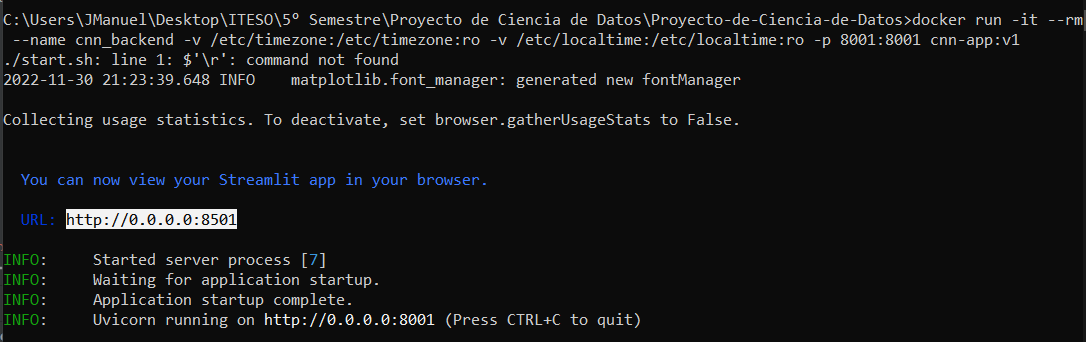 C:\Users\JManuel\Desktop\ITESO\5º Semestre\Proyecto de Ciencia de Datos\Proyecto-de-Ciencia-de-Datos>docker run -it --rm
--name cnn_backend -v /etc/timezone:/etc/timezone:ro -v /etc/localtime:/etc/localtime:ro -p 8001:8001 cnn-app:v1
./start.sh: line 1: $'\r': command not found
2022-11-30 21:23:39.648 INFO    matplotlib.font_manager: generated new fontManager
Collecting usage statistics. To deactivate, set browser.gatherUsageStats to False.
You can now view your Streamlit app in your browser.
URL: http://0.0.0.0:8501
INFO:     Started server process [7]
INFO:     Waiting for application startup.
INFO:     Application startup complete.
INFO:     Uvicorn running on http://0.0.0.0:8001 (Press CTRL+C to quit)